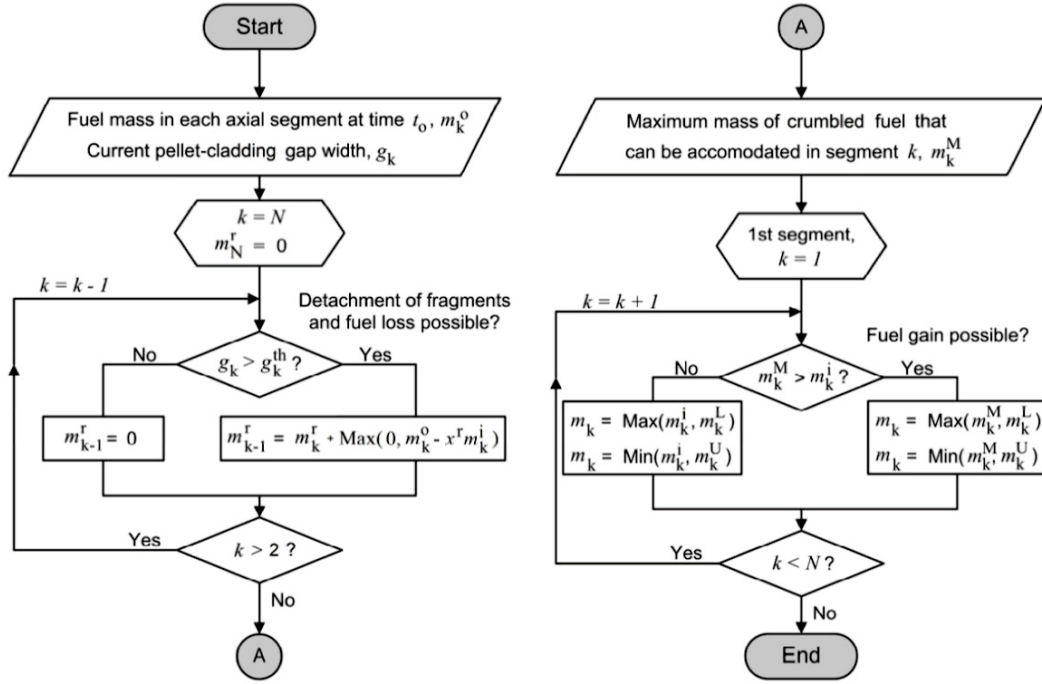 Start
Fuel mass in each axial segment at time t_o, m_k^o
Current pellet-cladding gap width, g_k
k = N
m_N^r = 0
k = k - 1
Detachment of fragments
and fuel loss possible?
No
g_k > g_k^th ?
Yes
m_k-1^r = 0
m_k-1^r = m_k^r + Max(0, m_k^o - x^r m_k^i)
Yes
k > 2 ?
No
A
A
Maximum mass of crumbled fuel that
can be accomodated in segment k, m_k^M
1st segment,
k = 1
k = k + 1
Fuel gain possible?
No
m_k^M > m_k^i ?
Yes
m_k = Max(m_k^i, m_k^L)
m_k = Min(m_k^i, m_k^U)
m_k = Max(m_k^M, m_k^L)
m_k = Min(m_k^M, m_k^U)
Yes
k < N ?
No
End